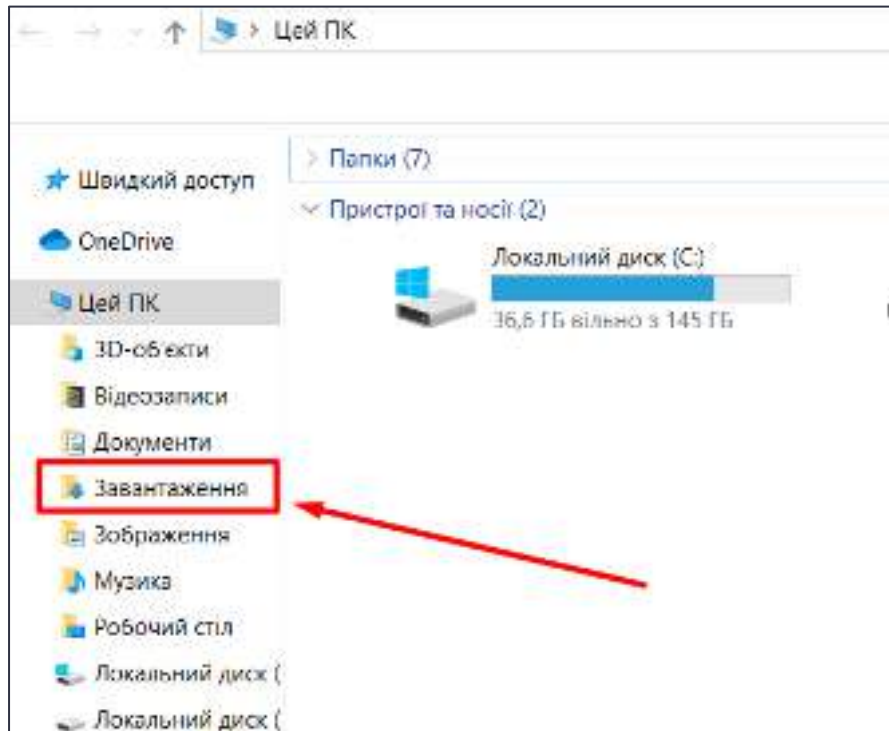 Цей ПК
Папки (7)
Швидкий доступ
Пристрої та носії (2)
OneDrive
Локальний диск (C:)
36,6 ГБ вільно з 145 ГБ
Цей ПК
3D-об'єкти
Відеозаписи
Документи
Завантаження
Зображення
Музика
Робочий стіл
Локальний диск (
Локальний диск (